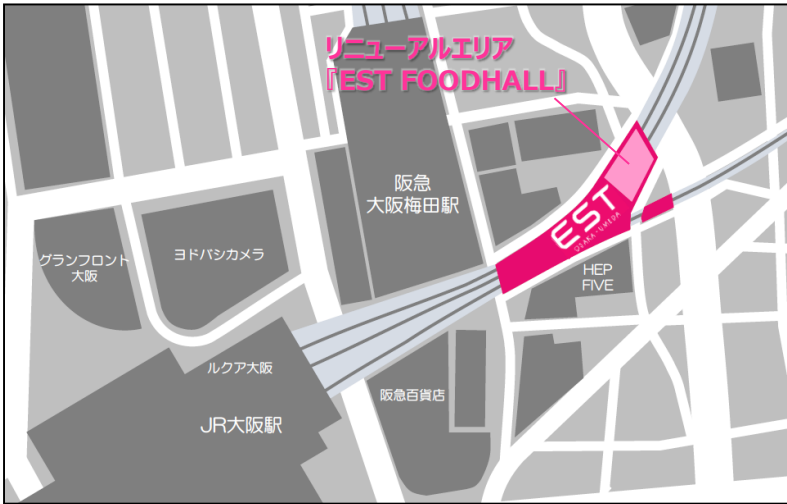 リニューアルエリア
『EST FOODHALL』
阪急
大阪梅田駅
EST
OSAKA・UMEDA
グランフロント
大阪
ヨドバシカメラ
HEP
FIVE
ルクア大阪
JR大阪駅
阪急百貨店